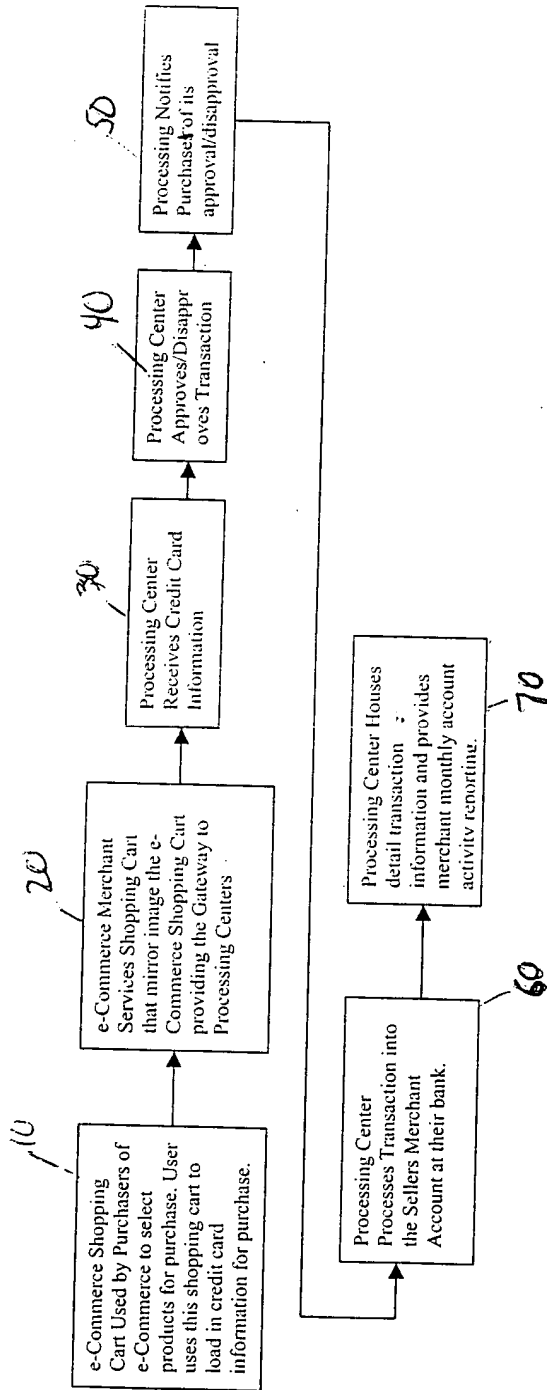 10
e-Commerce Shopping
Cart Used by Purchasers of
e-Commerce to select
products for purchase. User
uses this shopping cart to
load in credit card
information for purchase.
20
e-Commerce Merchant
Services Shopping Cart
that mirror image the e-
Commerce Shopping Cart
providing the Gateway to
Processing Centers
30
Processing Center
Receives Credit Card
Information
40
Processing Center
Approves/Disappr
oves Transaction
50
Processing Notifies
Purchaser of its
approval/disapproval
Processing Center
Processes Transaction into
the Sellers Merchant
Account at their bank.
60
Processing Center Houses
detail transaction
information and provides
merchant monthly account
activity reporting.
70